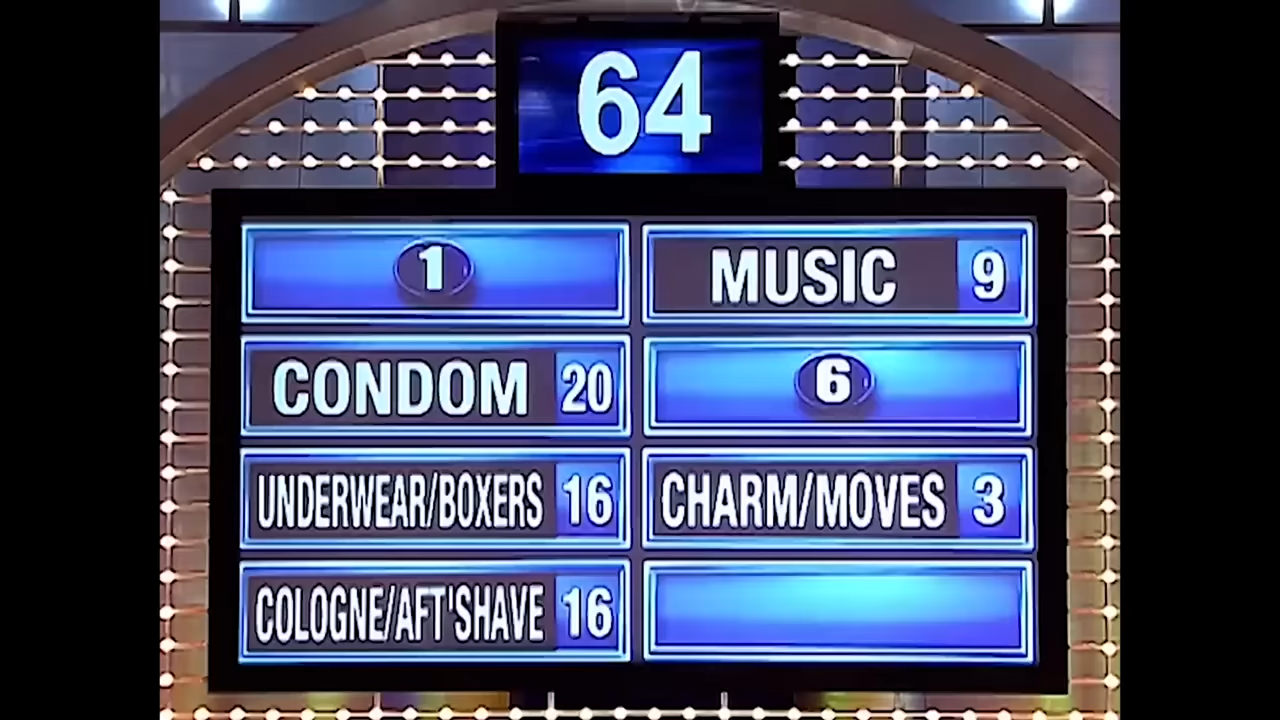 64
1
MUSIC 9
CONDOM 20
6
UNDERWEAR/BOXERS 16
CHARM/MOVES 3
COLOGNE/AFT'SHAVE 16